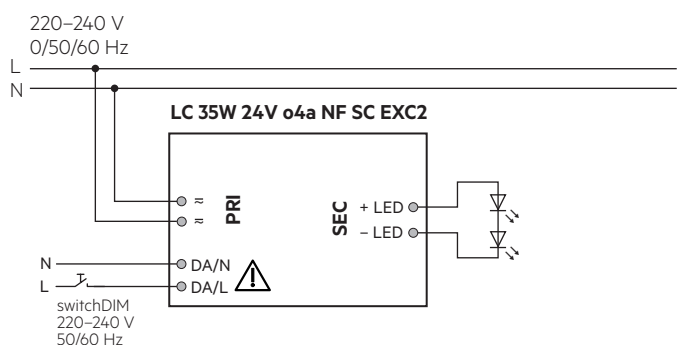 220–240 V
0/50/60 Hz
L
N
LC 35W 24V o4a NF SC EXC2
≂
≂
PRI
SEC
+ LED
– LED
N
DA/N
L
DA/L
switchDIM
220–240 V
50/60 Hz